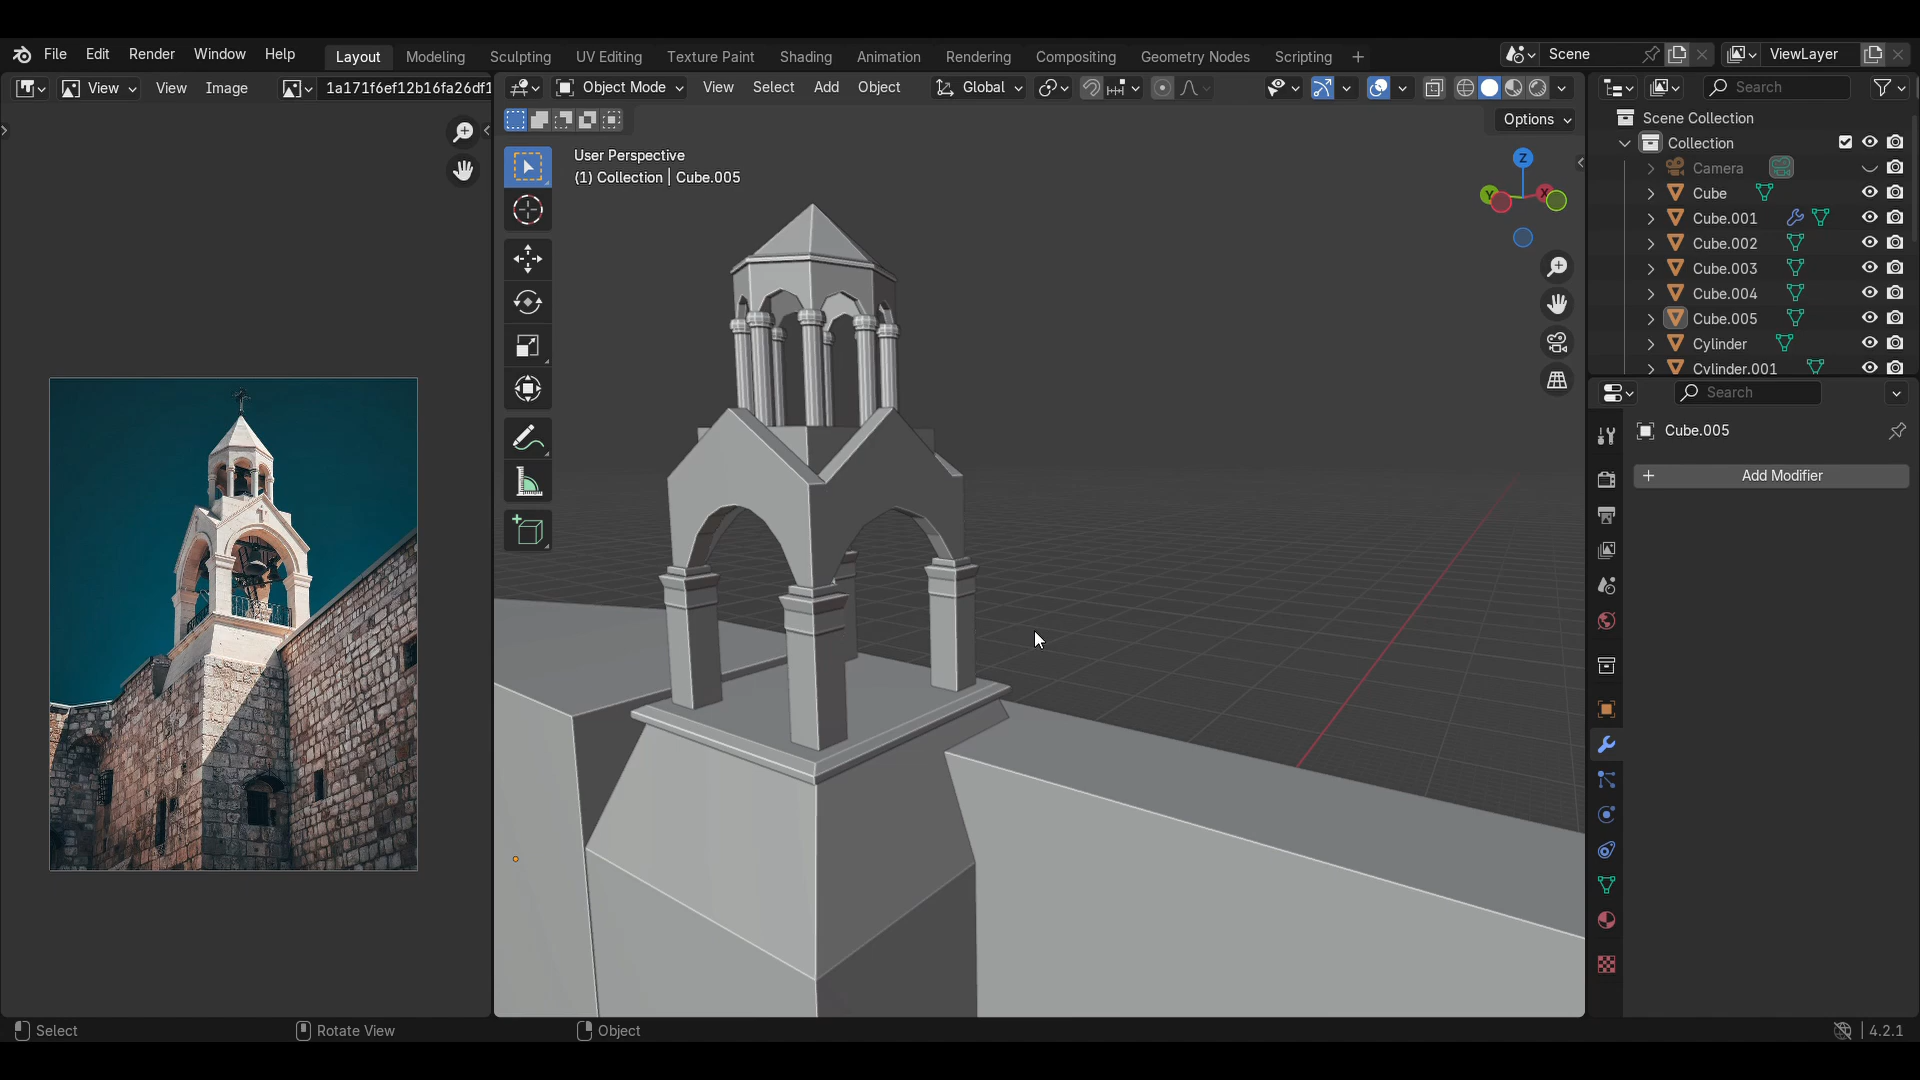 File Edit Render Window Help Layout Modeling Sculpting UV Editing Texture Paint Shading Animation Rendering Compositing Geometry Nodes Scripting + Scene ViewLayer
View View Image 1a171f6ef12b16fa26df1 Object Mode View Select Add Object Global Search
Options
User Perspective
(1) Collection | Cube.005
Z
Y X
Scene Collection
Collection
Camera
Cube
Cube.001
Cube.002
Cube.003
Cube.004
Cube.005
Cylinder
Cylinder.001
Search
Cube.005
+ Add Modifier
Select Rotate View Object 4.2.1